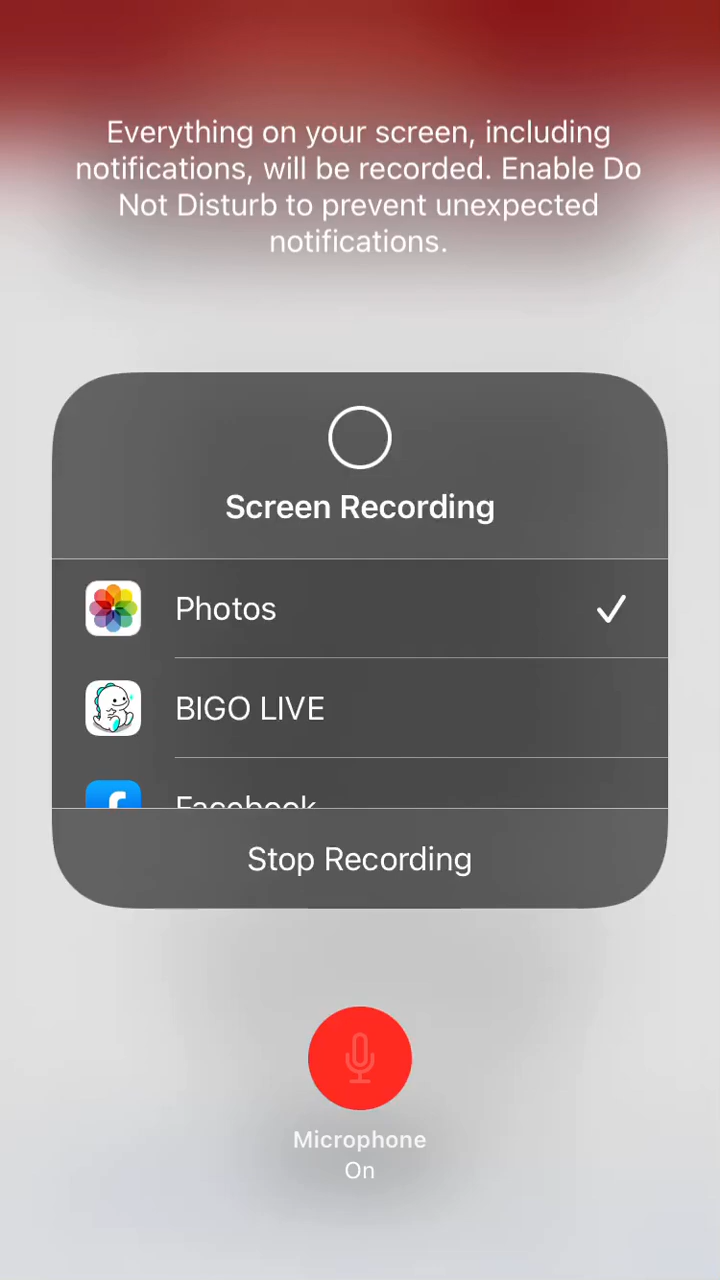 Everything on your screen, including
notifications, will be recorded. Enable Do
Not Disturb to prevent unexpected
notifications.
Screen Recording
Photos
BIGO LIVE
Facebook
Stop Recording
Microphone
On